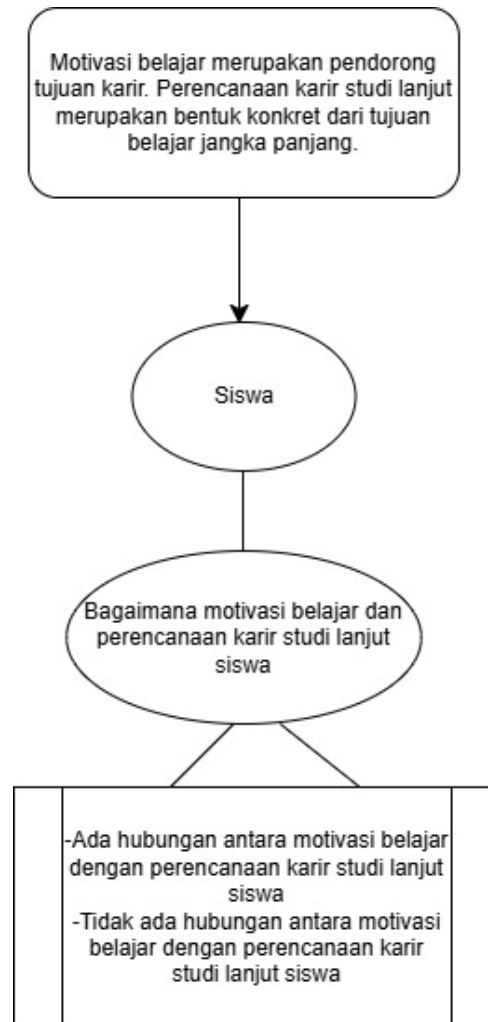 Motivasi belajar merupakan pendorong
tujuan karir. Perencanaan karir studi lanjut
merupakan bentuk konkret dari tujuan
belajar jangka panjang.
Siswa
Bagaimana motivasi belajar dan
perencanaan karir studi lanjut
siswa
-Ada hubungan antara motivasi belajar
dengan perencanaan karir studi lanjut
siswa
-Tidak ada hubungan antara motivasi
belajar dengan perencanaan karir
studi lanjut siswa